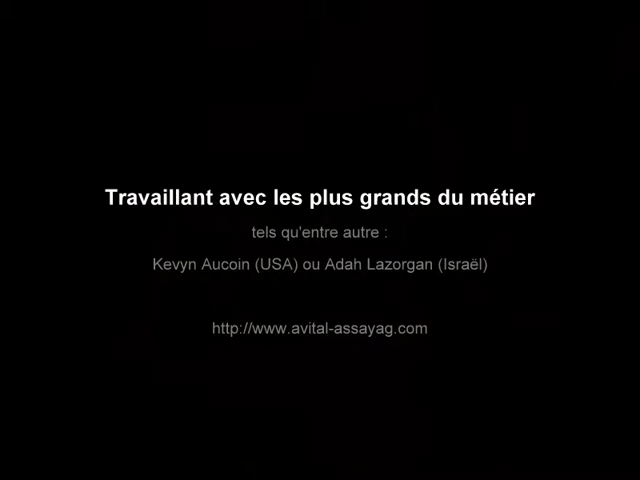 Travaillant avec les plus grands du métier
tels qu'entre autre :
Kevyn Aucoin (USA) ou Adah Lazorgan (Israël)
http://www.avital-assayag.com